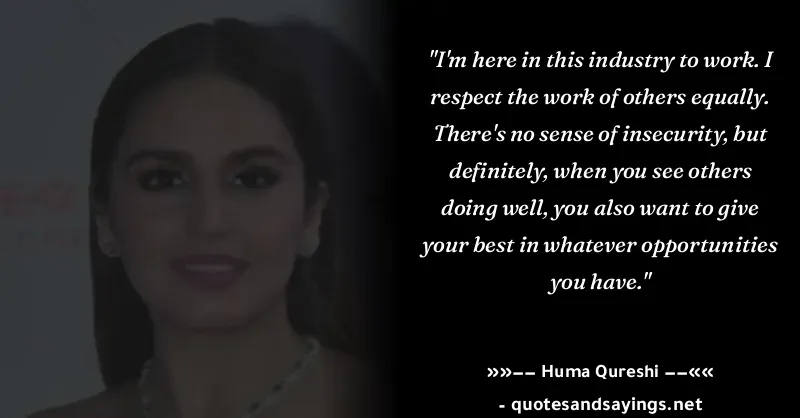 "I'm here in this industry to work. I
respect the work of others equally.
There's no sense of insecurity, but
definitely, when you see others
doing well, you also want to give
your best in whatever opportunities
you have."
»»−− Huma Qureshi −−««
- quotesandsayings.net